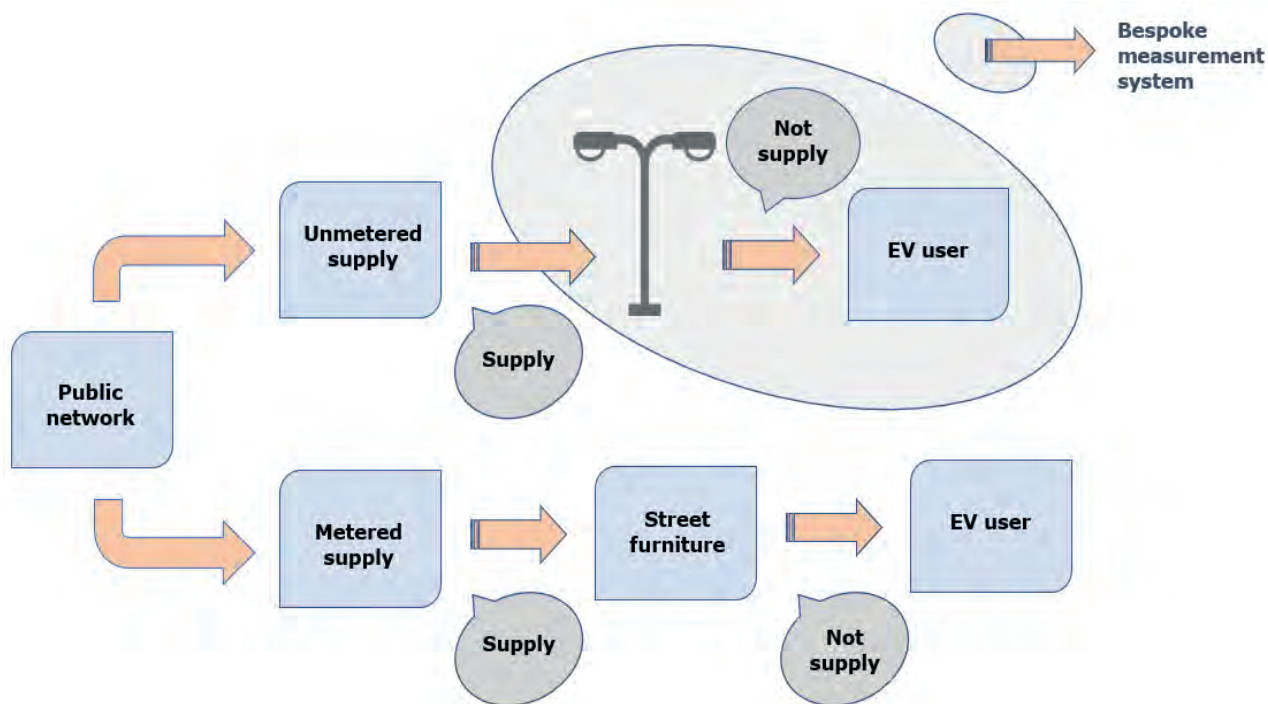 Bespoke
measurement
system
Not
supply
Unmetered
supply
EV user
Supply
Public
network
Metered
supply
Street
furniture
EV user
Supply
Not
supply